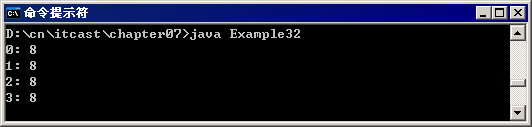 命令提示符
D:\cn\itcast\chapter07>java Example32
0: 8
1: 8
2: 8
3: 8